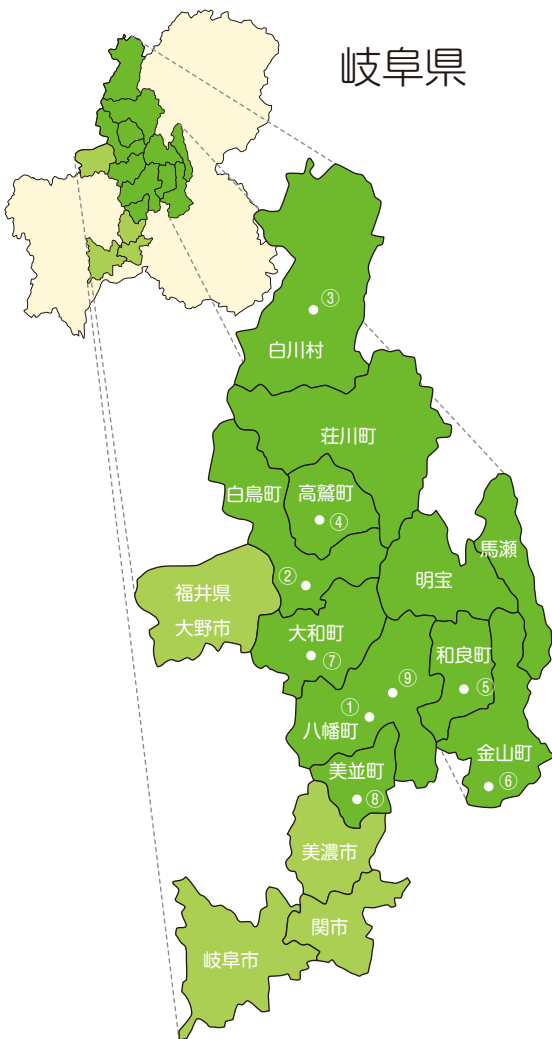 岐阜県
③
白川村
荘川町
白鳥町
高鷲町
④
馬瀬
②
明宝
福井県
大野市
大和町
⑦
和良町
⑤
⑨
①
八幡町
金山町
⑥
美並町
⑧
美濃市
関市
岐阜市